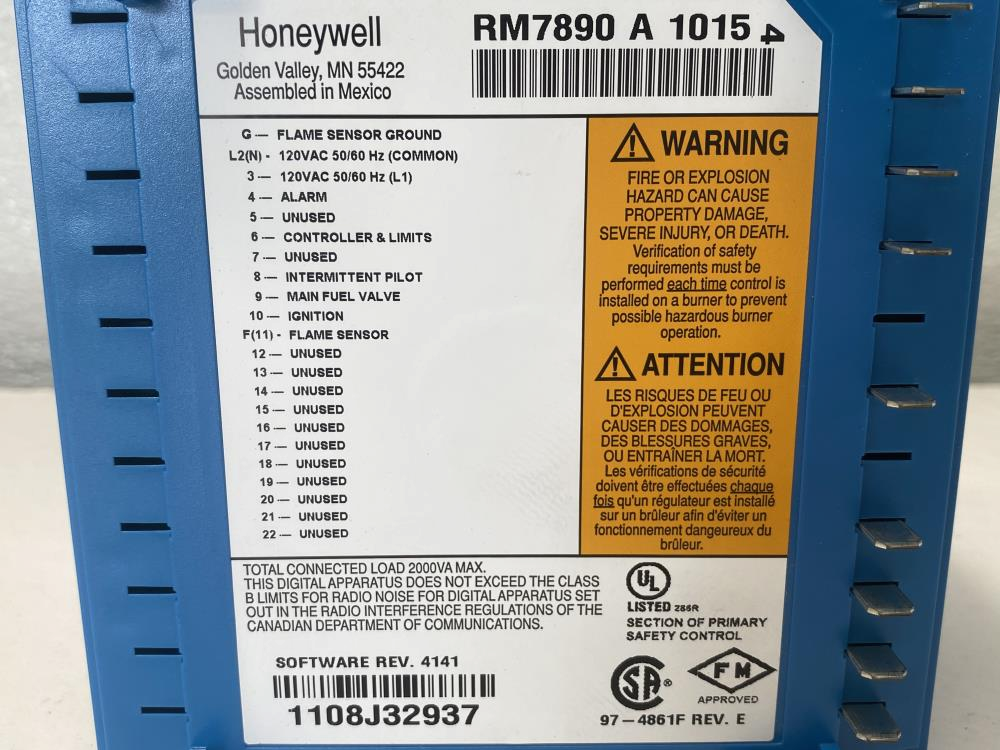 Honeywell
Golden Valley, MN 55422
Assembled in Mexico
RM7890 A 1015 4
G — FLAME SENSOR GROUND
L2(N) - 120VAC 50/60 Hz (COMMON)
3 — 120VAC 50/60 Hz (L1)
4 — ALARM
5 — UNUSED
6 — CONTROLLER & LIMITS
7 — UNUSED
8 — INTERMITTENT PILOT
9 — MAIN FUEL VALVE
10 — IGNITION
F(11) - FLAME SENSOR
12 — UNUSED
13 — UNUSED
14 — UNUSED
15 — UNUSED
16 — UNUSED
17 — UNUSED
18 — UNUSED
19 — UNUSED
20 — UNUSED
21 — UNUSED
22 — UNUSED
WARNING
FIRE OR EXPLOSION
HAZARD CAN CAUSE
PROPERTY DAMAGE,
SEVERE INJURY, OR DEATH.
Verification of safety
requirements must be
performed each time control is
installed on a burner to prevent
possible hazardous burner
operation.
ATTENTION
LES RISQUES DE FEU OU
D'EXPLOSION PEUVENT
CAUSER DES DOMMAGES,
DES BLESSURES GRAVES,
OU ENTRAÎNER LA MORT.
Les vérifications de sécurité
doivent être effectuées chaque
fois qu'un régulateur est installé
sur un brûleur afin d'éviter un
fonctionnement dangeureux du
brûleur.
TOTAL CONNECTED LOAD 2000VA MAX.
THIS DIGITAL APPARATUS DOES NOT EXCEED THE CLASS
B LIMITS FOR RADIO NOISE FOR DIGITAL APPARATUS SET
OUT IN THE RADIO INTERFERENCE REGULATIONS OF THE
CANADIAN DEPARTMENT OF COMMUNICATIONS.
SOFTWARE REV. 4141
1108J32937
UL
LISTED 286R
SECTION OF PRIMARY
SAFETY CONTROL
SA ®
FM
APPROVED
97-4861F REV. E